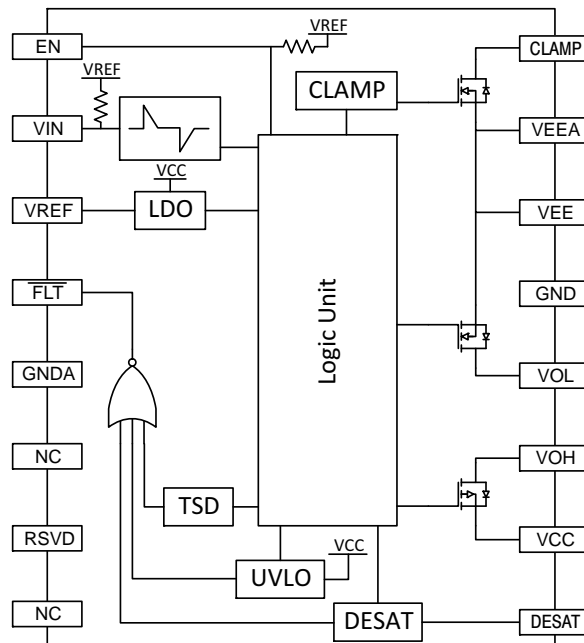 EN
VREF
CLAMP
VREF
CLAMP
VIN
VEEA
VCC
VREF
LDO
VEE
FLT
GND
Logic Unit
GNDA
VOL
NC
VOH
TSD
RSVD
VCC
VCC
UVLO
NC
DESAT
DESAT